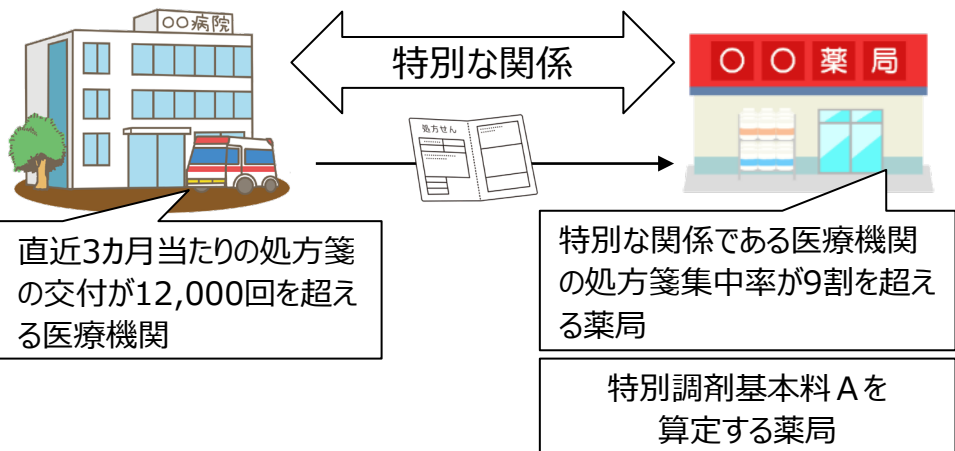 〇〇病院
特別な関係
〇〇薬局
処方せん
直近3カ月当たりの処方箋
の交付が12,000回を超え
る医療機関
特別な関係である医療機関
の処方箋集中率が9割を超え
る薬局
特別調剤基本料Aを
算定する薬局